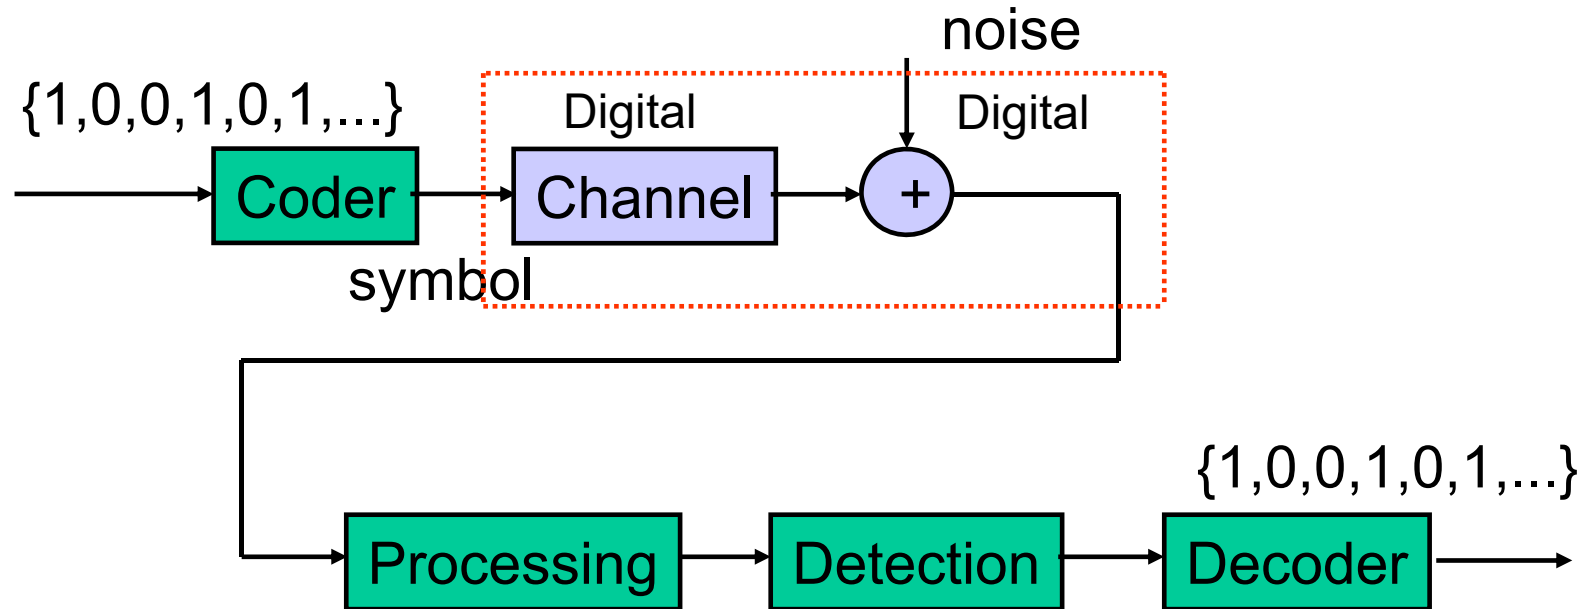 noise
{1,0,0,1,0,1,...}
Digital
Digital
Coder
Channel
+
symbol
{1,0,0,1,0,1,...}
Processing
Detection
Decoder